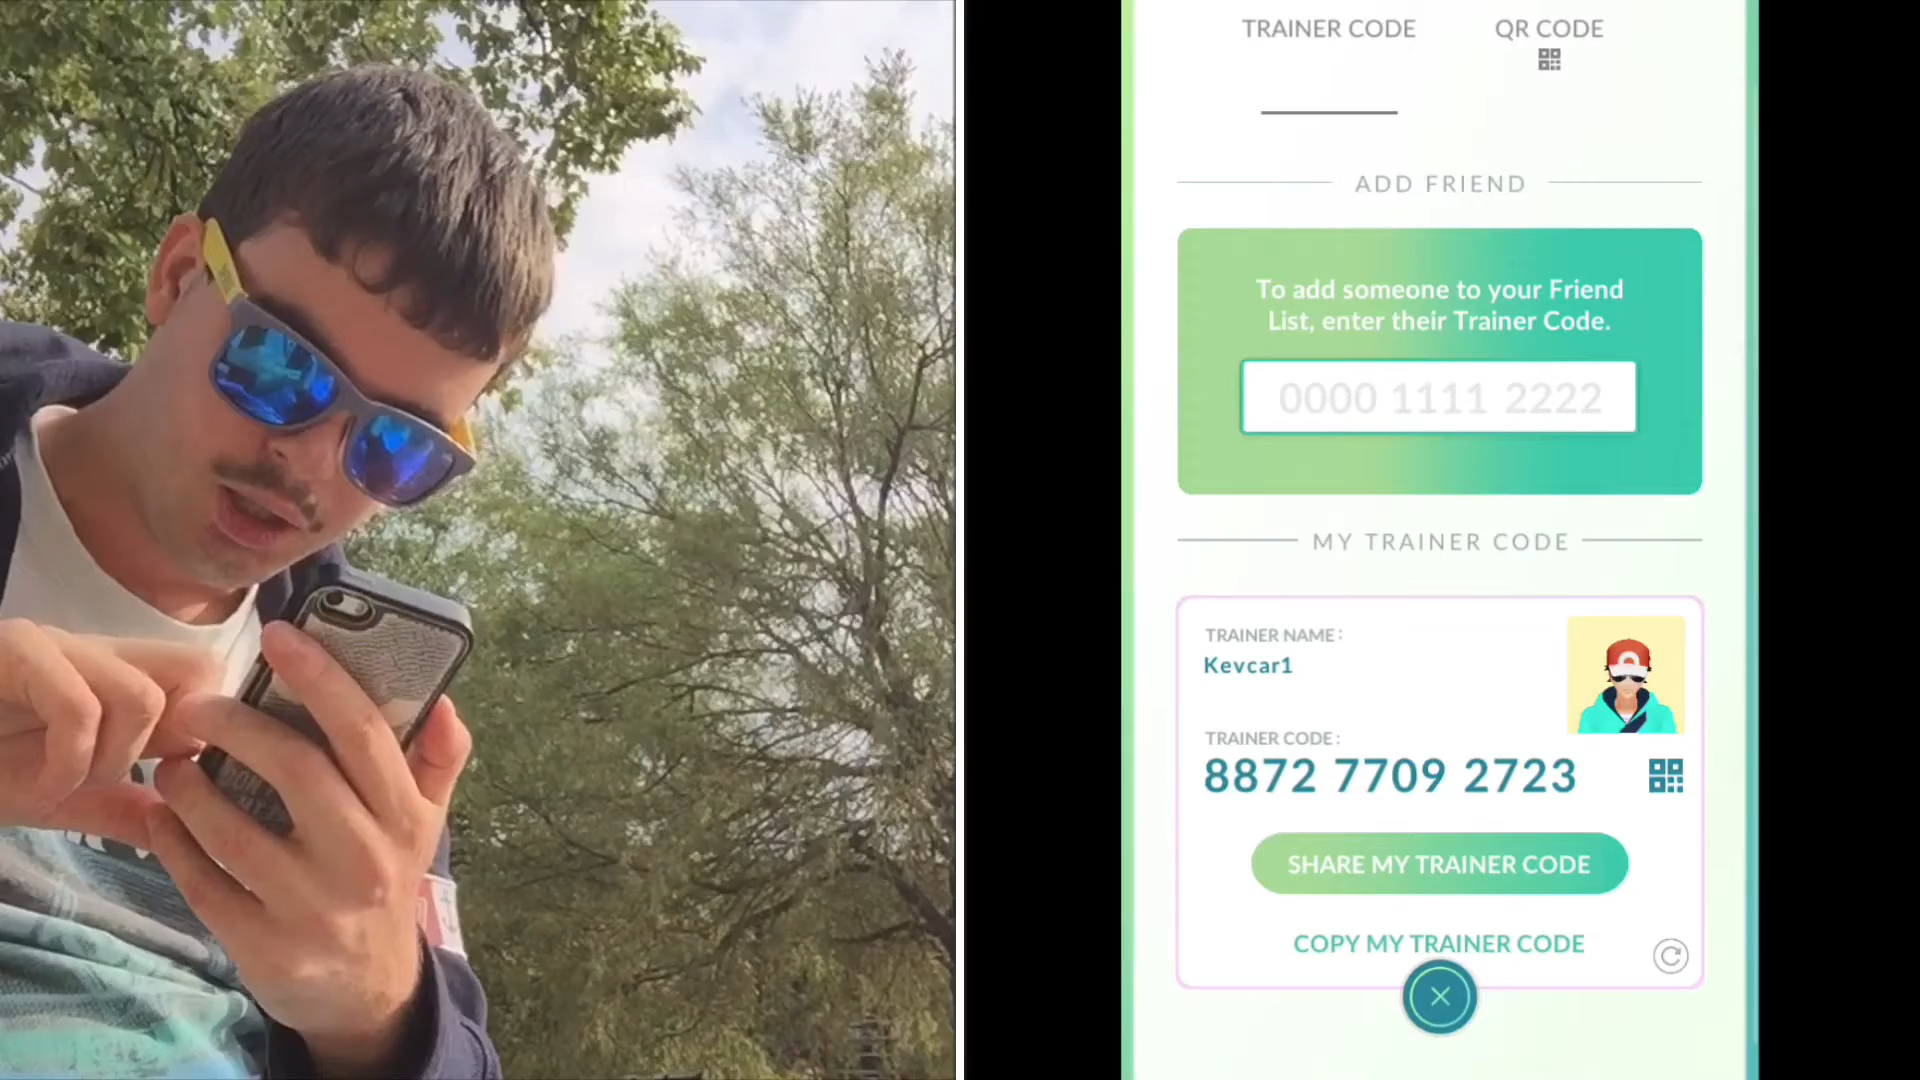 TRAINER CODE
QR CODE
ADD FRIEND
To add someone to your Friend
List, enter their Trainer Code.
0000 1111 2222
MY TRAINER CODE
TRAINER NAME:
Kevcar1
TRAINER CODE:
8872 7709 2723
SHARE MY TRAINER CODE
COPY MY TRAINER CODE